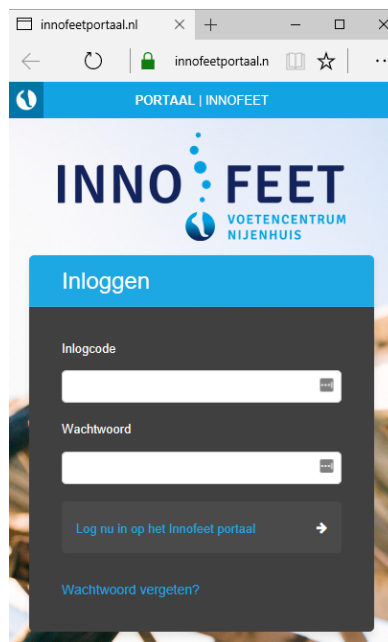 innofeetportaal.nl
innofeetportaal.n
PORTAAL | INNOFEET
INNO FEET
VOETENCENTRUM
NIJENHUIS
Inloggen
Inlogcode
Wachtwoord
Log nu in op het Innofeet portaal
Wachtwoord vergeten?